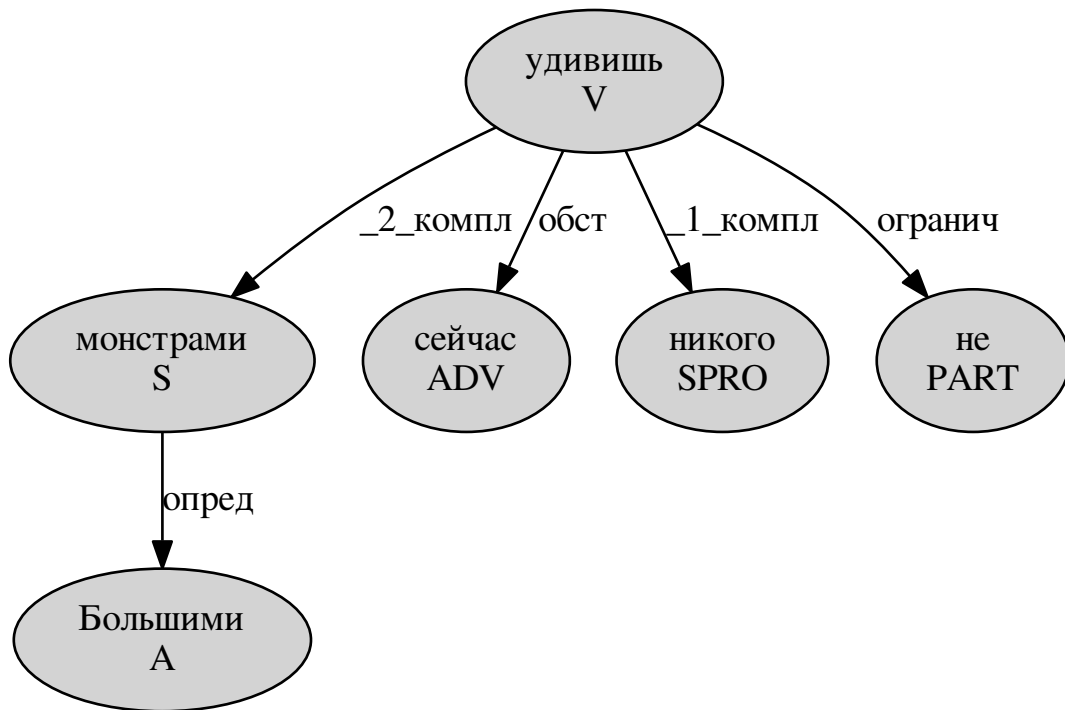 удивишь
V
_2_компл
обст
_1_компл
огранич
монстрами
S
сейчас
ADV
никого
SPRO
не
PART
опред
Большими
A